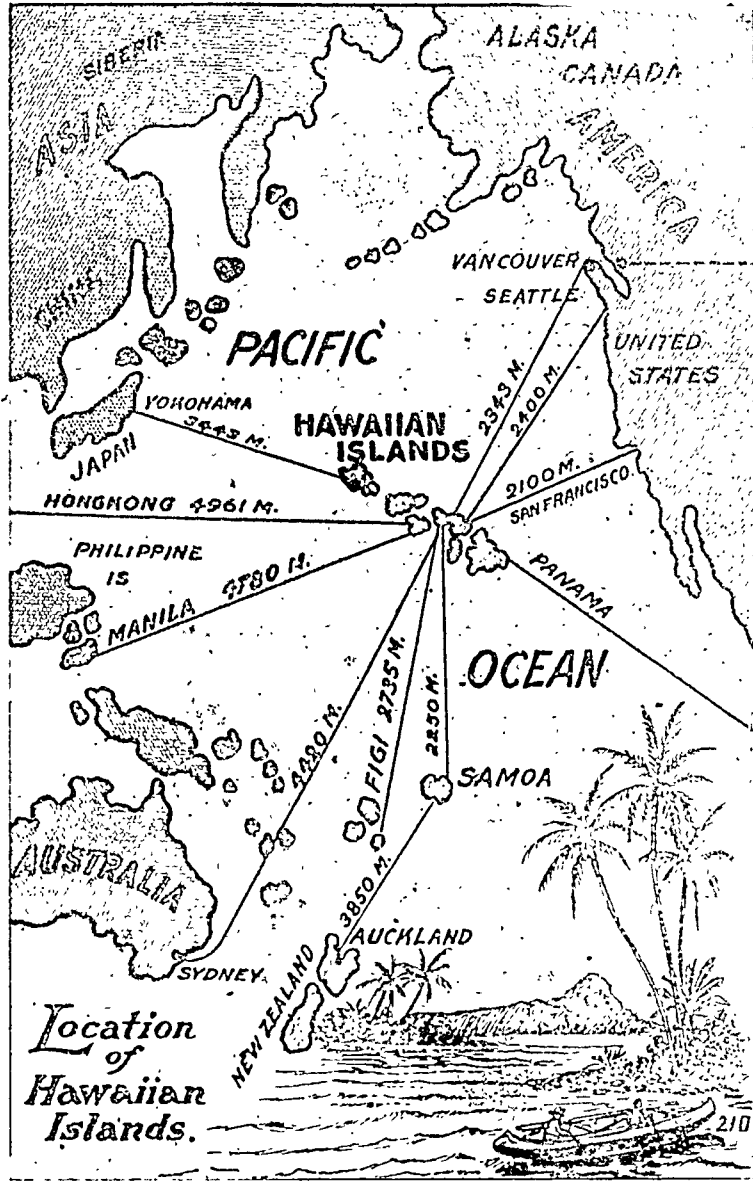 ALASKA
CANADA
SIBERIA
ASIA
AMERICA
VANCOUVER
SEATTLE
CHINA
PACIFIC
UNITED
STATES
2343 M.
2400 M.
YOKOHAMA
3443 M.
HAWAIIAN
ISLANDS
JAPAN
2100 M.
SAN FRANCISCO.
HONGKONG 4961 M.
PHILIPPINE
IS
MANILA 4780 M.
PANAMA
OCEAN
4420 M.
FIGI 2735 M.
2250 M.
SAMOA
AUSTRALIA
3850 M.
AUCKLAND
SYDNEY
NEW ZEALAND
Location
of
Hawaiian
Islands.
210